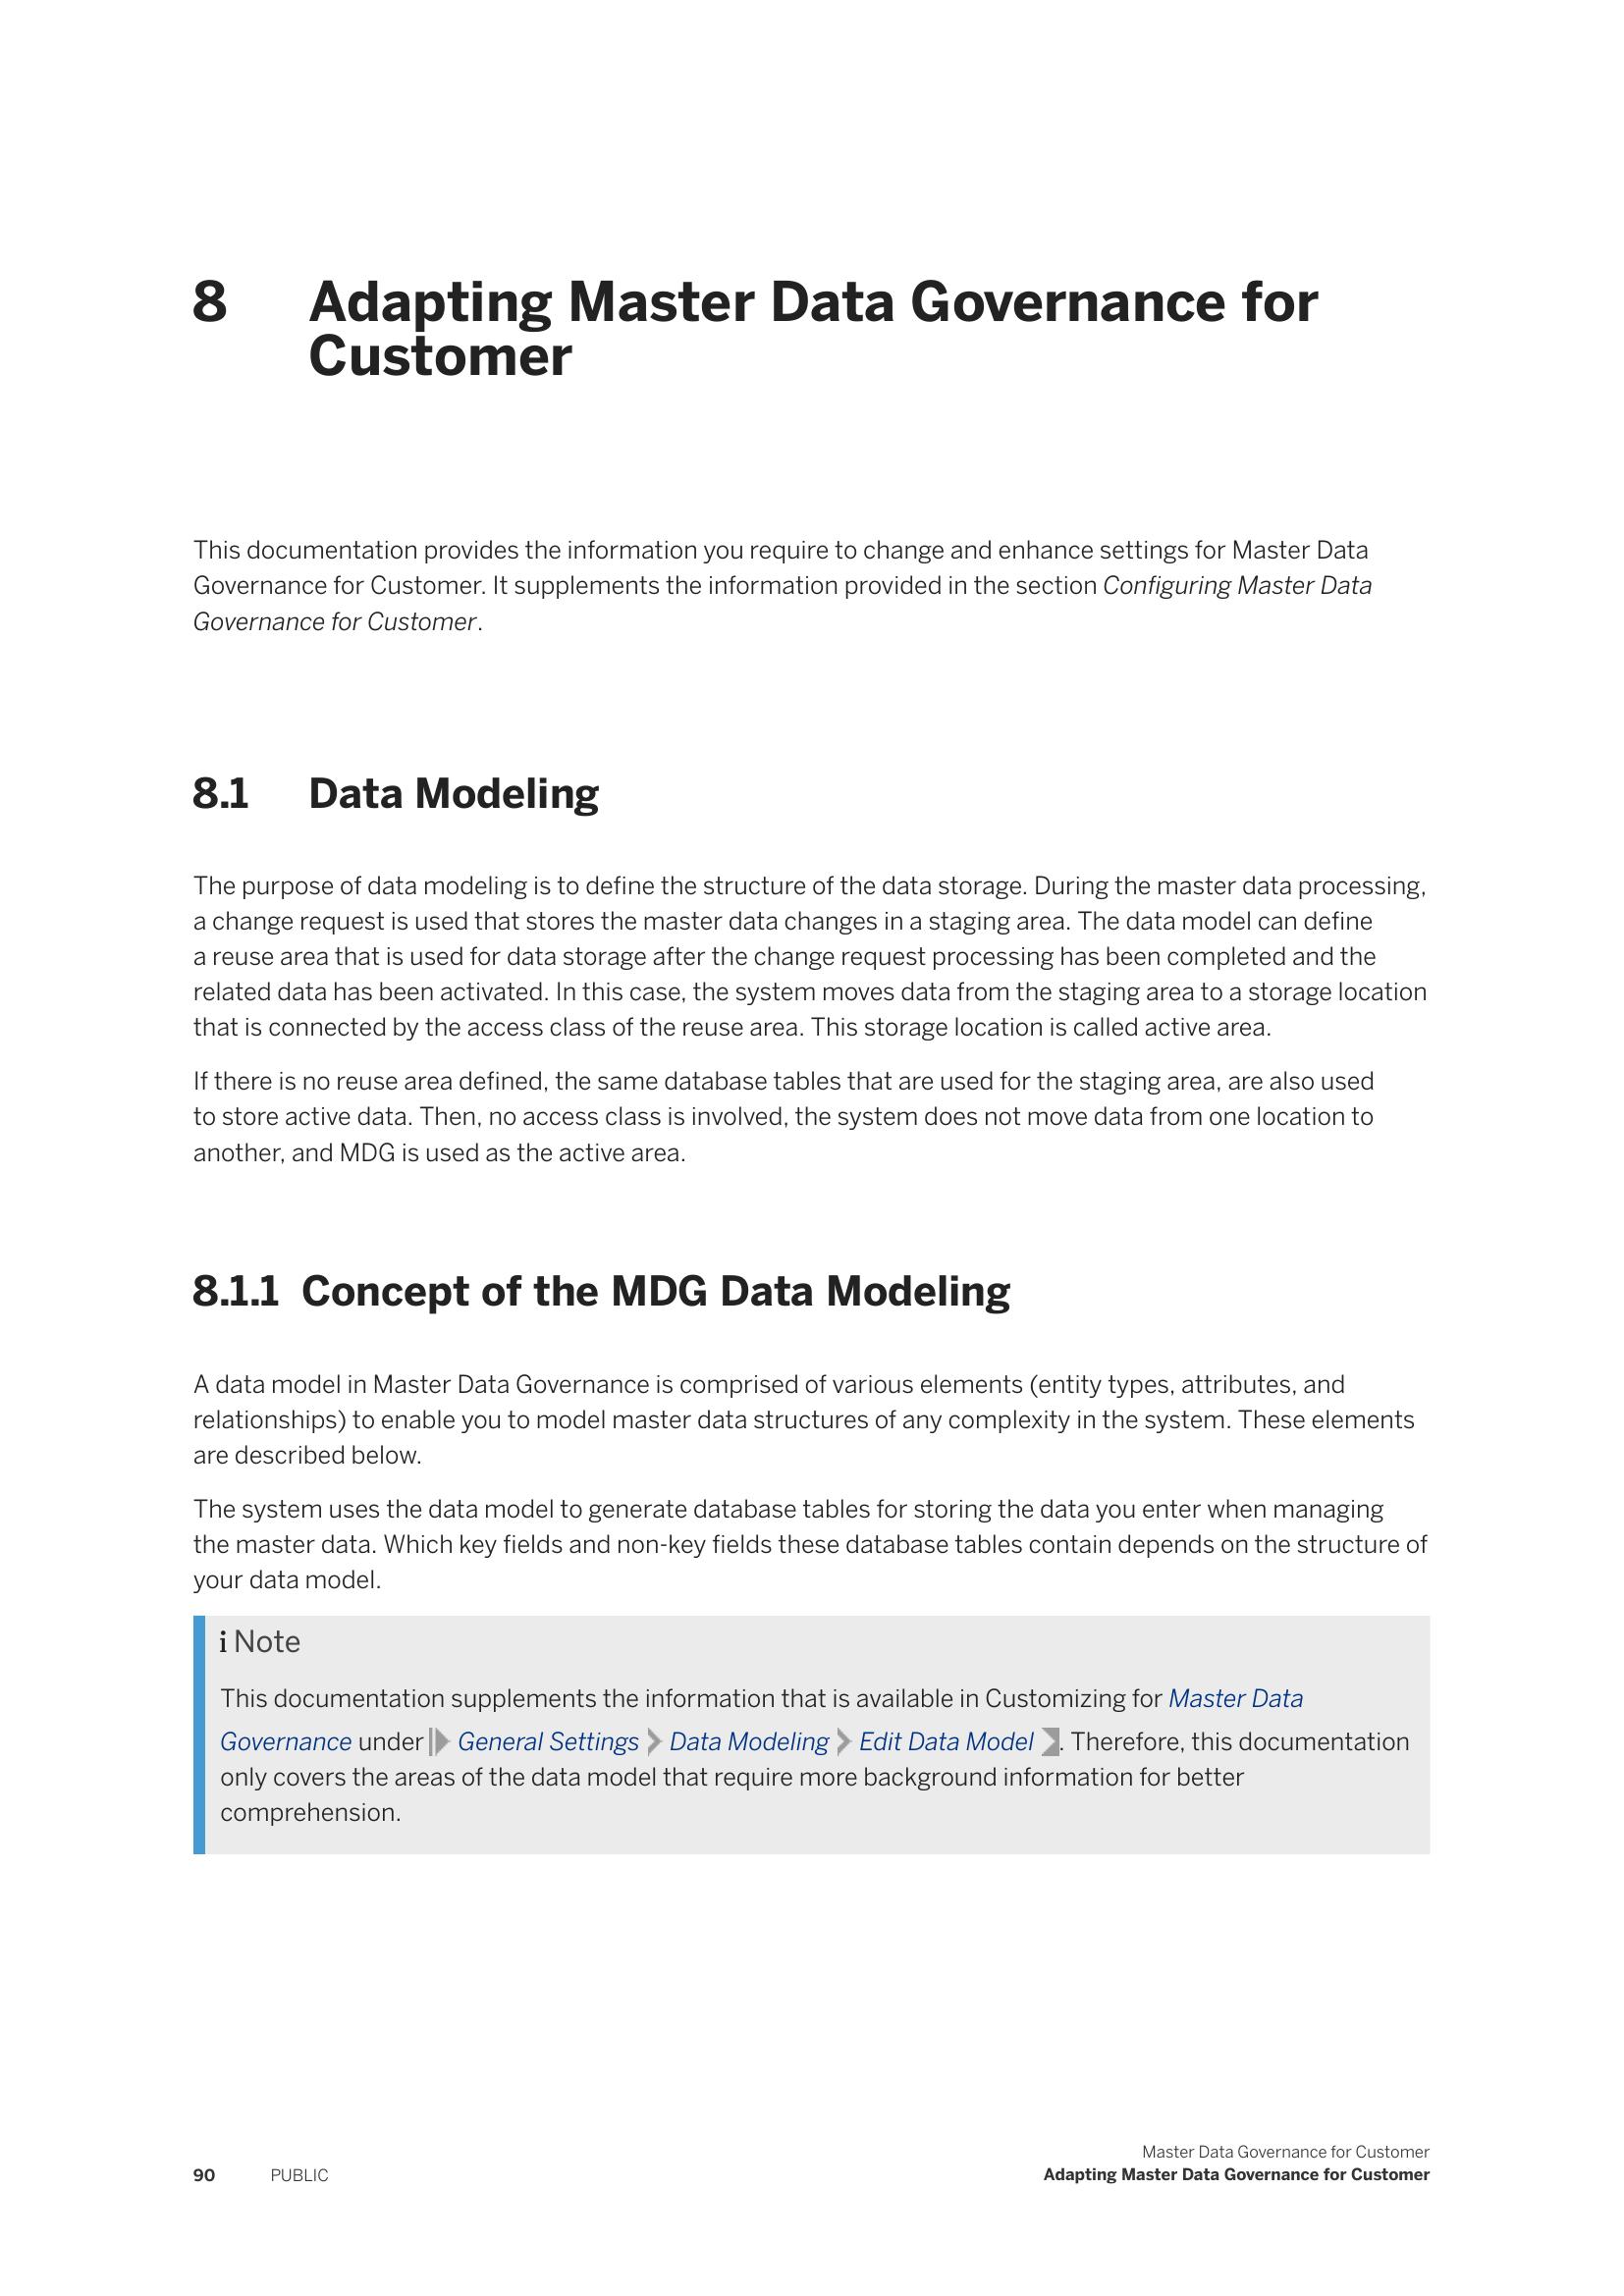 8 Adapting Master Data Governance for
Customer
This documentation provides the information you require to change and enhance settings for Master Data
Governance for Customer. It supplements the information provided in the section Configuring Master Data
Governance for Customer.
8.1 Data Modeling
The purpose of data modeling is to define the structure of the data storage. During the master data processing,
a change request is used that stores the master data changes in a staging area. The data model can define
a reuse area that is used for data storage after the change request processing has been completed and the
related data has been activated. In this case, the system moves data from the staging area to a storage location
that is connected by the access class of the reuse area. This storage location is called active area.
If there is no reuse area defined, the same database tables that are used for the staging area, are also used
to store active data. Then, no access class is involved, the system does not move data from one location to
another, and MDG is used as the active area.
8.1.1 Concept of the MDG Data Modeling
A data model in Master Data Governance is comprised of various elements (entity types, attributes, and
relationships) to enable you to model master data structures of any complexity in the system. These elements
are described below.
The system uses the data model to generate database tables for storing the data you enter when managing
the master data. Which key fields and non-key fields these database tables contain depends on the structure of
your data model.
i Note
This documentation supplements the information that is available in Customizing for Master Data
Governance under General Settings Data Modeling Edit Data Model . Therefore, this documentation
only covers the areas of the data model that require more background information for better
comprehension.
Master Data Governance for Customer
90 PUBLIC Adapting Master Data Governance for Customer